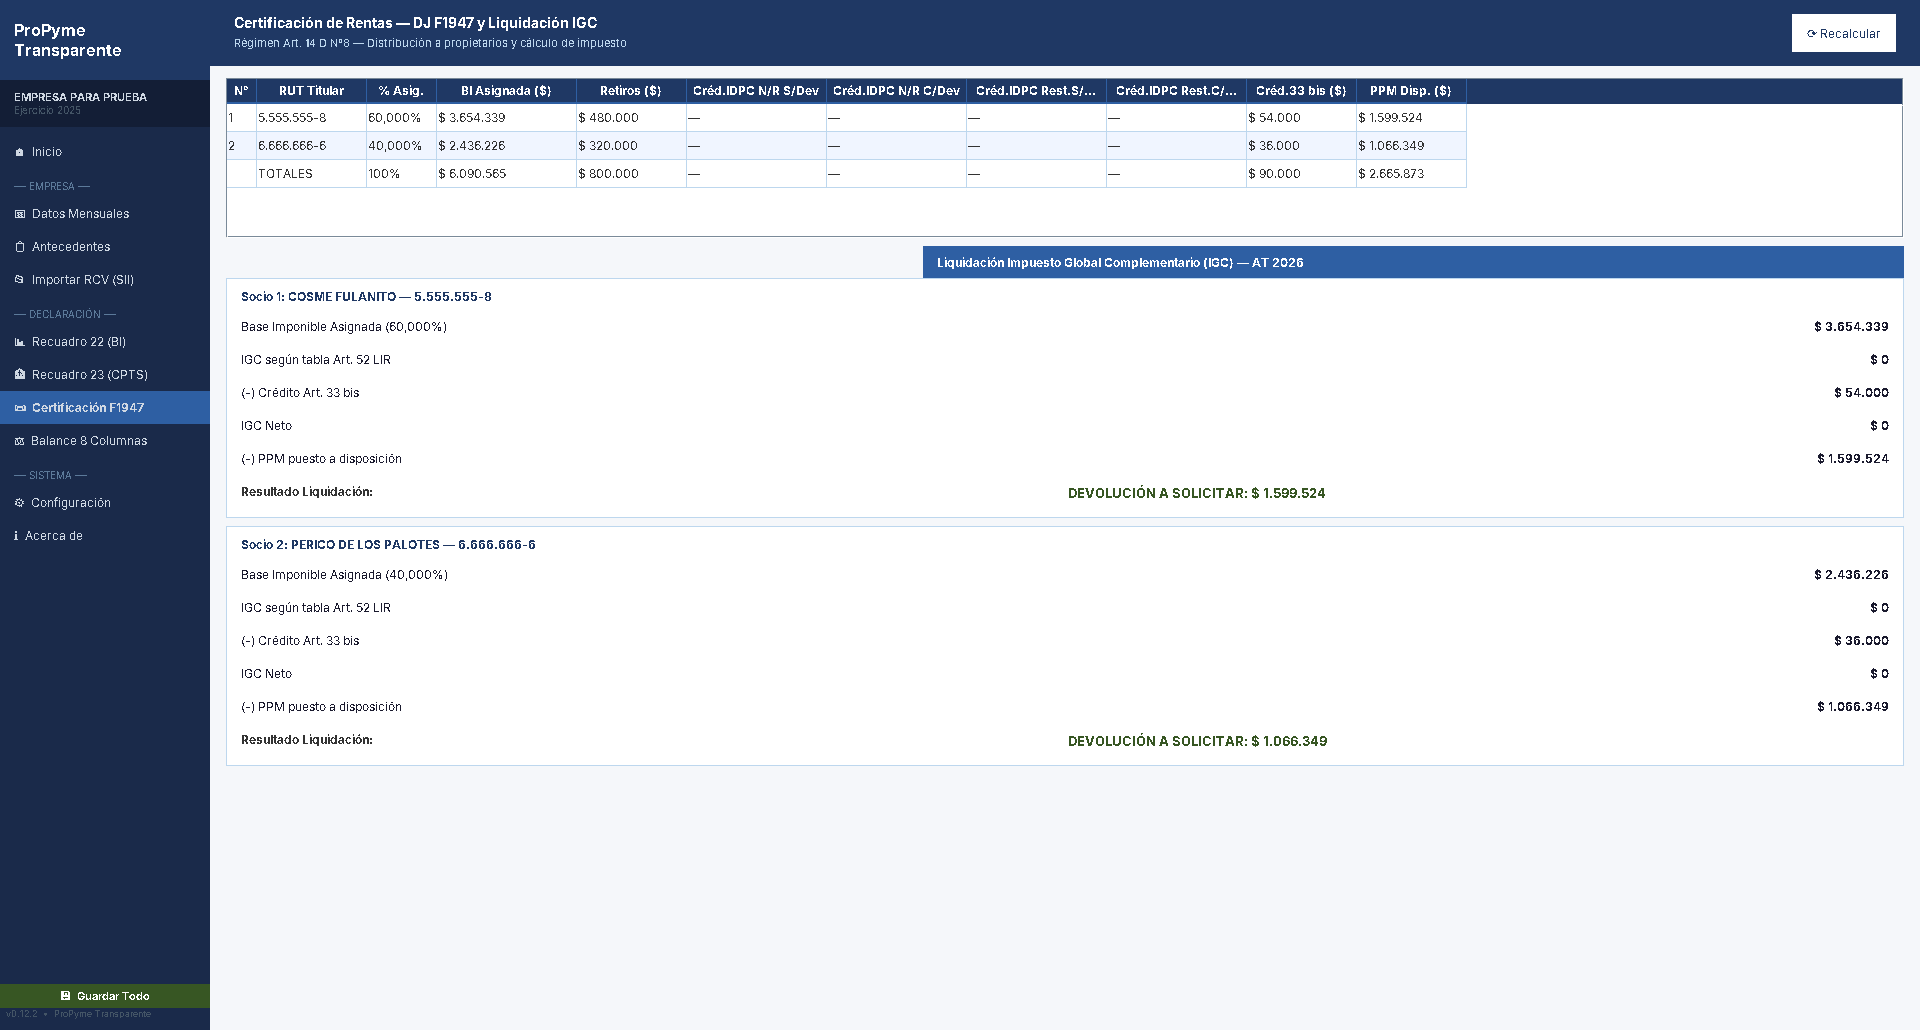 ProPyme
Transparente
EMPRESA PARA PRUEBA
Ejercicio 2025
Inicio
— EMPRESA —
Datos Mensuales
Antecedentes
Importar RCV (SII)
— DECLARACIÓN —
Recuadro 22 (BI)
Recuadro 23 (CPTS)
Certificación F1947
Balance 8 Columnas
— SISTEMA —
Configuración
Acerca de
Guardar Todo
v0.12.2 • ProPyme Transparente
Certificación de Rentas — DJ F1947 y Liquidación IGC
Régimen Art. 14 D N°8 — Distribución a propietarios y cálculo de impuesto
⟳ Recalcular
N° RUT Titular % Asig. BI Asignada ($) Retiros ($) Créd.IDPC N/R S/Dev Créd.IDPC N/R C/Dev Créd.IDPC Rest.S/... Créd.IDPC Rest.C/... Créd.33 bis ($) PPM Disp. ($)
1 5.555.555-8 60,000% $ 3.654.339 $ 480.000 — — — — $ 54.000 $ 1.599.524
2 6.666.666-6 40,000% $ 2.436.226 $ 320.000 — — — — $ 36.000 $ 1.066.349
TOTALES 100% $ 6.090.565 $ 800.000 — — — — $ 90.000 $ 2.665.873
Liquidación Impuesto Global Complementario (IGC) — AT 2026
Socio 1: COSME FULANITO — 5.555.555-8
Base Imponible Asignada (60,000%) $ 3.654.339
IGC según tabla Art. 52 LIR $ 0
(-) Crédito Art. 33 bis $ 54.000
IGC Neto $ 0
(-) PPM puesto a disposición $ 1.599.524
Resultado Liquidación: DEVOLUCIÓN A SOLICITAR: $ 1.599.524
Socio 2: PERICO DE LOS PALOTES — 6.666.666-6
Base Imponible Asignada (40,000%) $ 2.436.226
IGC según tabla Art. 52 LIR $ 0
(-) Crédito Art. 33 bis $ 36.000
IGC Neto $ 0
(-) PPM puesto a disposición $ 1.066.349
Resultado Liquidación: DEVOLUCIÓN A SOLICITAR: $ 1.066.349